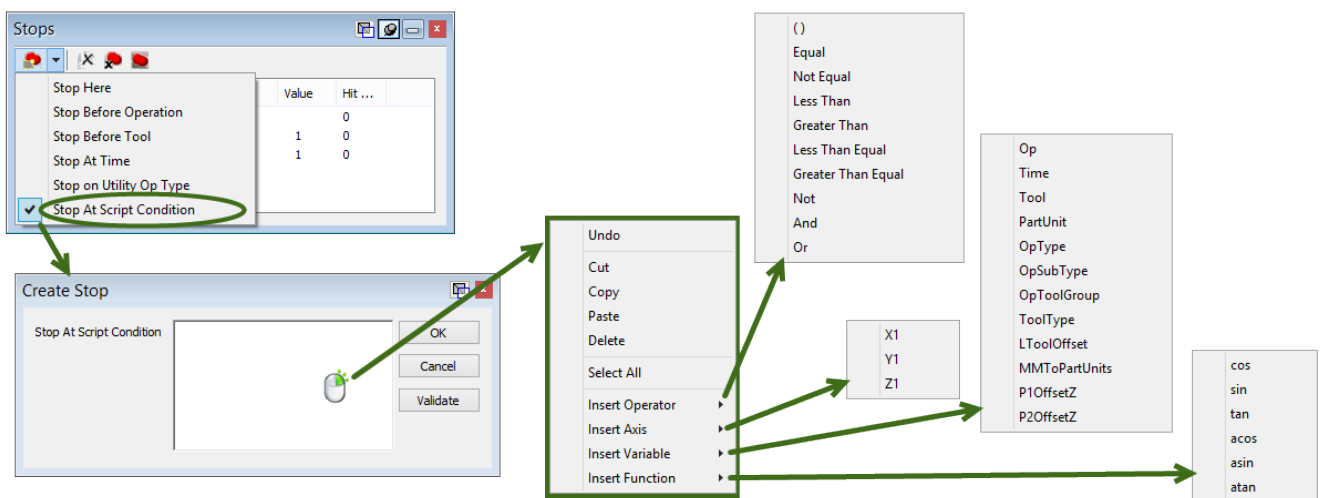 Stops
Stop Here
Stop Before Operation
Stop Before Tool
Stop At Time
Stop on Utility Op Type
Stop At Script Condition
Value Hit ...
0
1 0
1 0
Create Stop
Stop At Script Condition
OK
Cancel
Validate
Undo
Cut
Copy
Paste
Delete
Select All
Insert Operator
Insert Axis
Insert Variable
Insert Function
( )
Equal
Not Equal
Less Than
Greater Than
Less Than Equal
Greater Than Equal
Not
And
Or
X1
Y1
Z1
Op
Time
Tool
PartUnit
OpType
OpSubType
OpToolGroup
ToolType
LToolOffset
MMToPartUnits
P1OffsetZ
P2OffsetZ
cos
sin
tan
acos
asin
atan